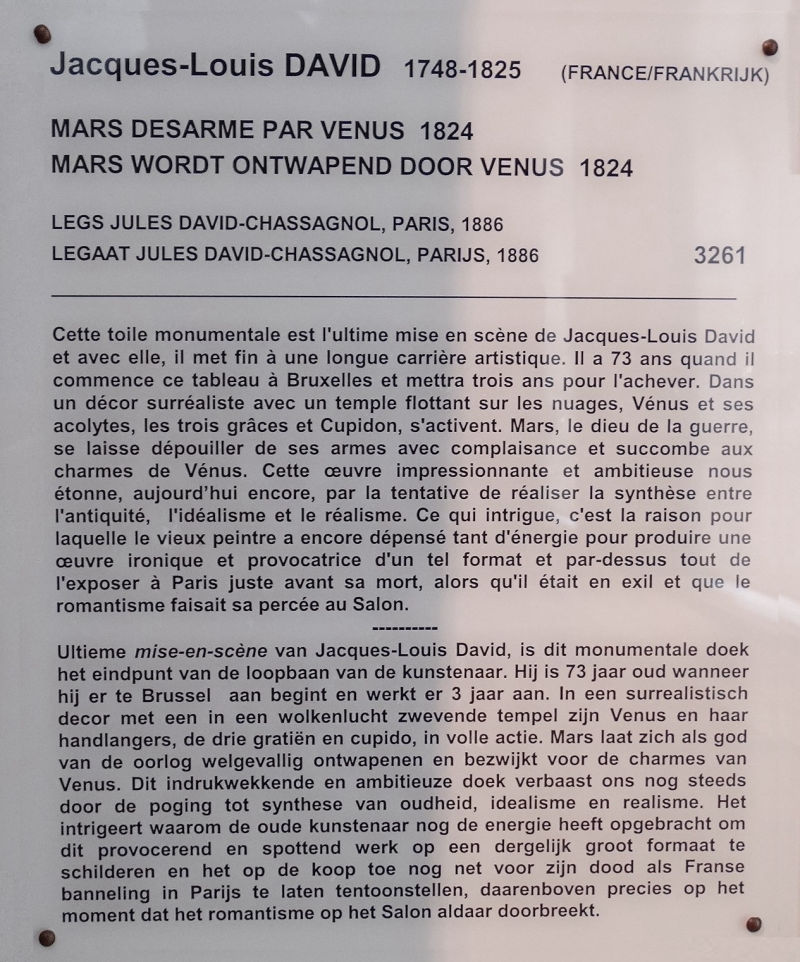 Jacques-Louis DAVID 1748-1825 (FRANCE/FRANKRIJK)
MARS DESARME PAR VENUS 1824
MARS WORDT ONTWAPEND DOOR VENUS 1824
LEGS JULES DAVID-CHASSAGNOL, PARIS, 1886
LEGAAT JULES DAVID-CHASSAGNOL, PARIJS, 1886 3261
Cette toile monumentale est l'ultime mise en scène de Jacques-Louis David
et avec elle, il met fin à une longue carrière artistique. Il a 73 ans quand il
commence ce tableau à Bruxelles et mettra trois ans pour l'achever. Dans
un décor surréaliste avec un temple flottant sur les nuages, Vénus et ses
acolytes, les trois grâces et Cupidon, s'activent. Mars, le dieu de la guerre,
se laisse dépouiller de ses armes avec complaisance et succombe aux
charmes de Vénus. Cette œuvre impressionnante et ambitieuse nous
étonne, aujourd'hui encore, par la tentative de réaliser la synthèse entre
l'antiquité, l'idéalisme et le réalisme. Ce qui intrigue, c'est la raison pour
laquelle le vieux peintre a encore dépensé tant d'énergie pour produire une
œuvre ironique et provocatrice d'un tel format et par-dessus tout de
l'exposer à Paris juste avant sa mort, alors qu'il était en exil et que le
romantisme faisait sa percée au Salon.
----------
Ultieme mise-en-scène van Jacques-Louis David, is dit monumentale doek
het eindpunt van de loopbaan van de kunstenaar. Hij is 73 jaar oud wanneer
hij er te Brussel aan begint en werkt er 3 jaar aan. In een surrealistisch
decor met een in een wolkenlucht zwevende tempel zijn Venus en haar
handlangers, de drie gratiën en cupido, in volle actie. Mars laat zich als god
van de oorlog welgevallig ontwapenen en bezwijkt voor de charmes van
Venus. Dit indrukwekkende en ambitieuze doek verbaast ons nog steeds
door de poging tot synthese van oudheid, idealisme en realisme. Het
intrigeert waarom de oude kunstenaar nog de energie heeft opgebracht om
dit provocerend en spottend werk op een dergelijk groot formaat te
schilderen en het op de koop toe nog net voor zijn dood als Franse
banneling in Parijs te laten tentoonstellen, daarenboven precies op het
moment dat het romantisme op het Salon aldaar doorbreekt.